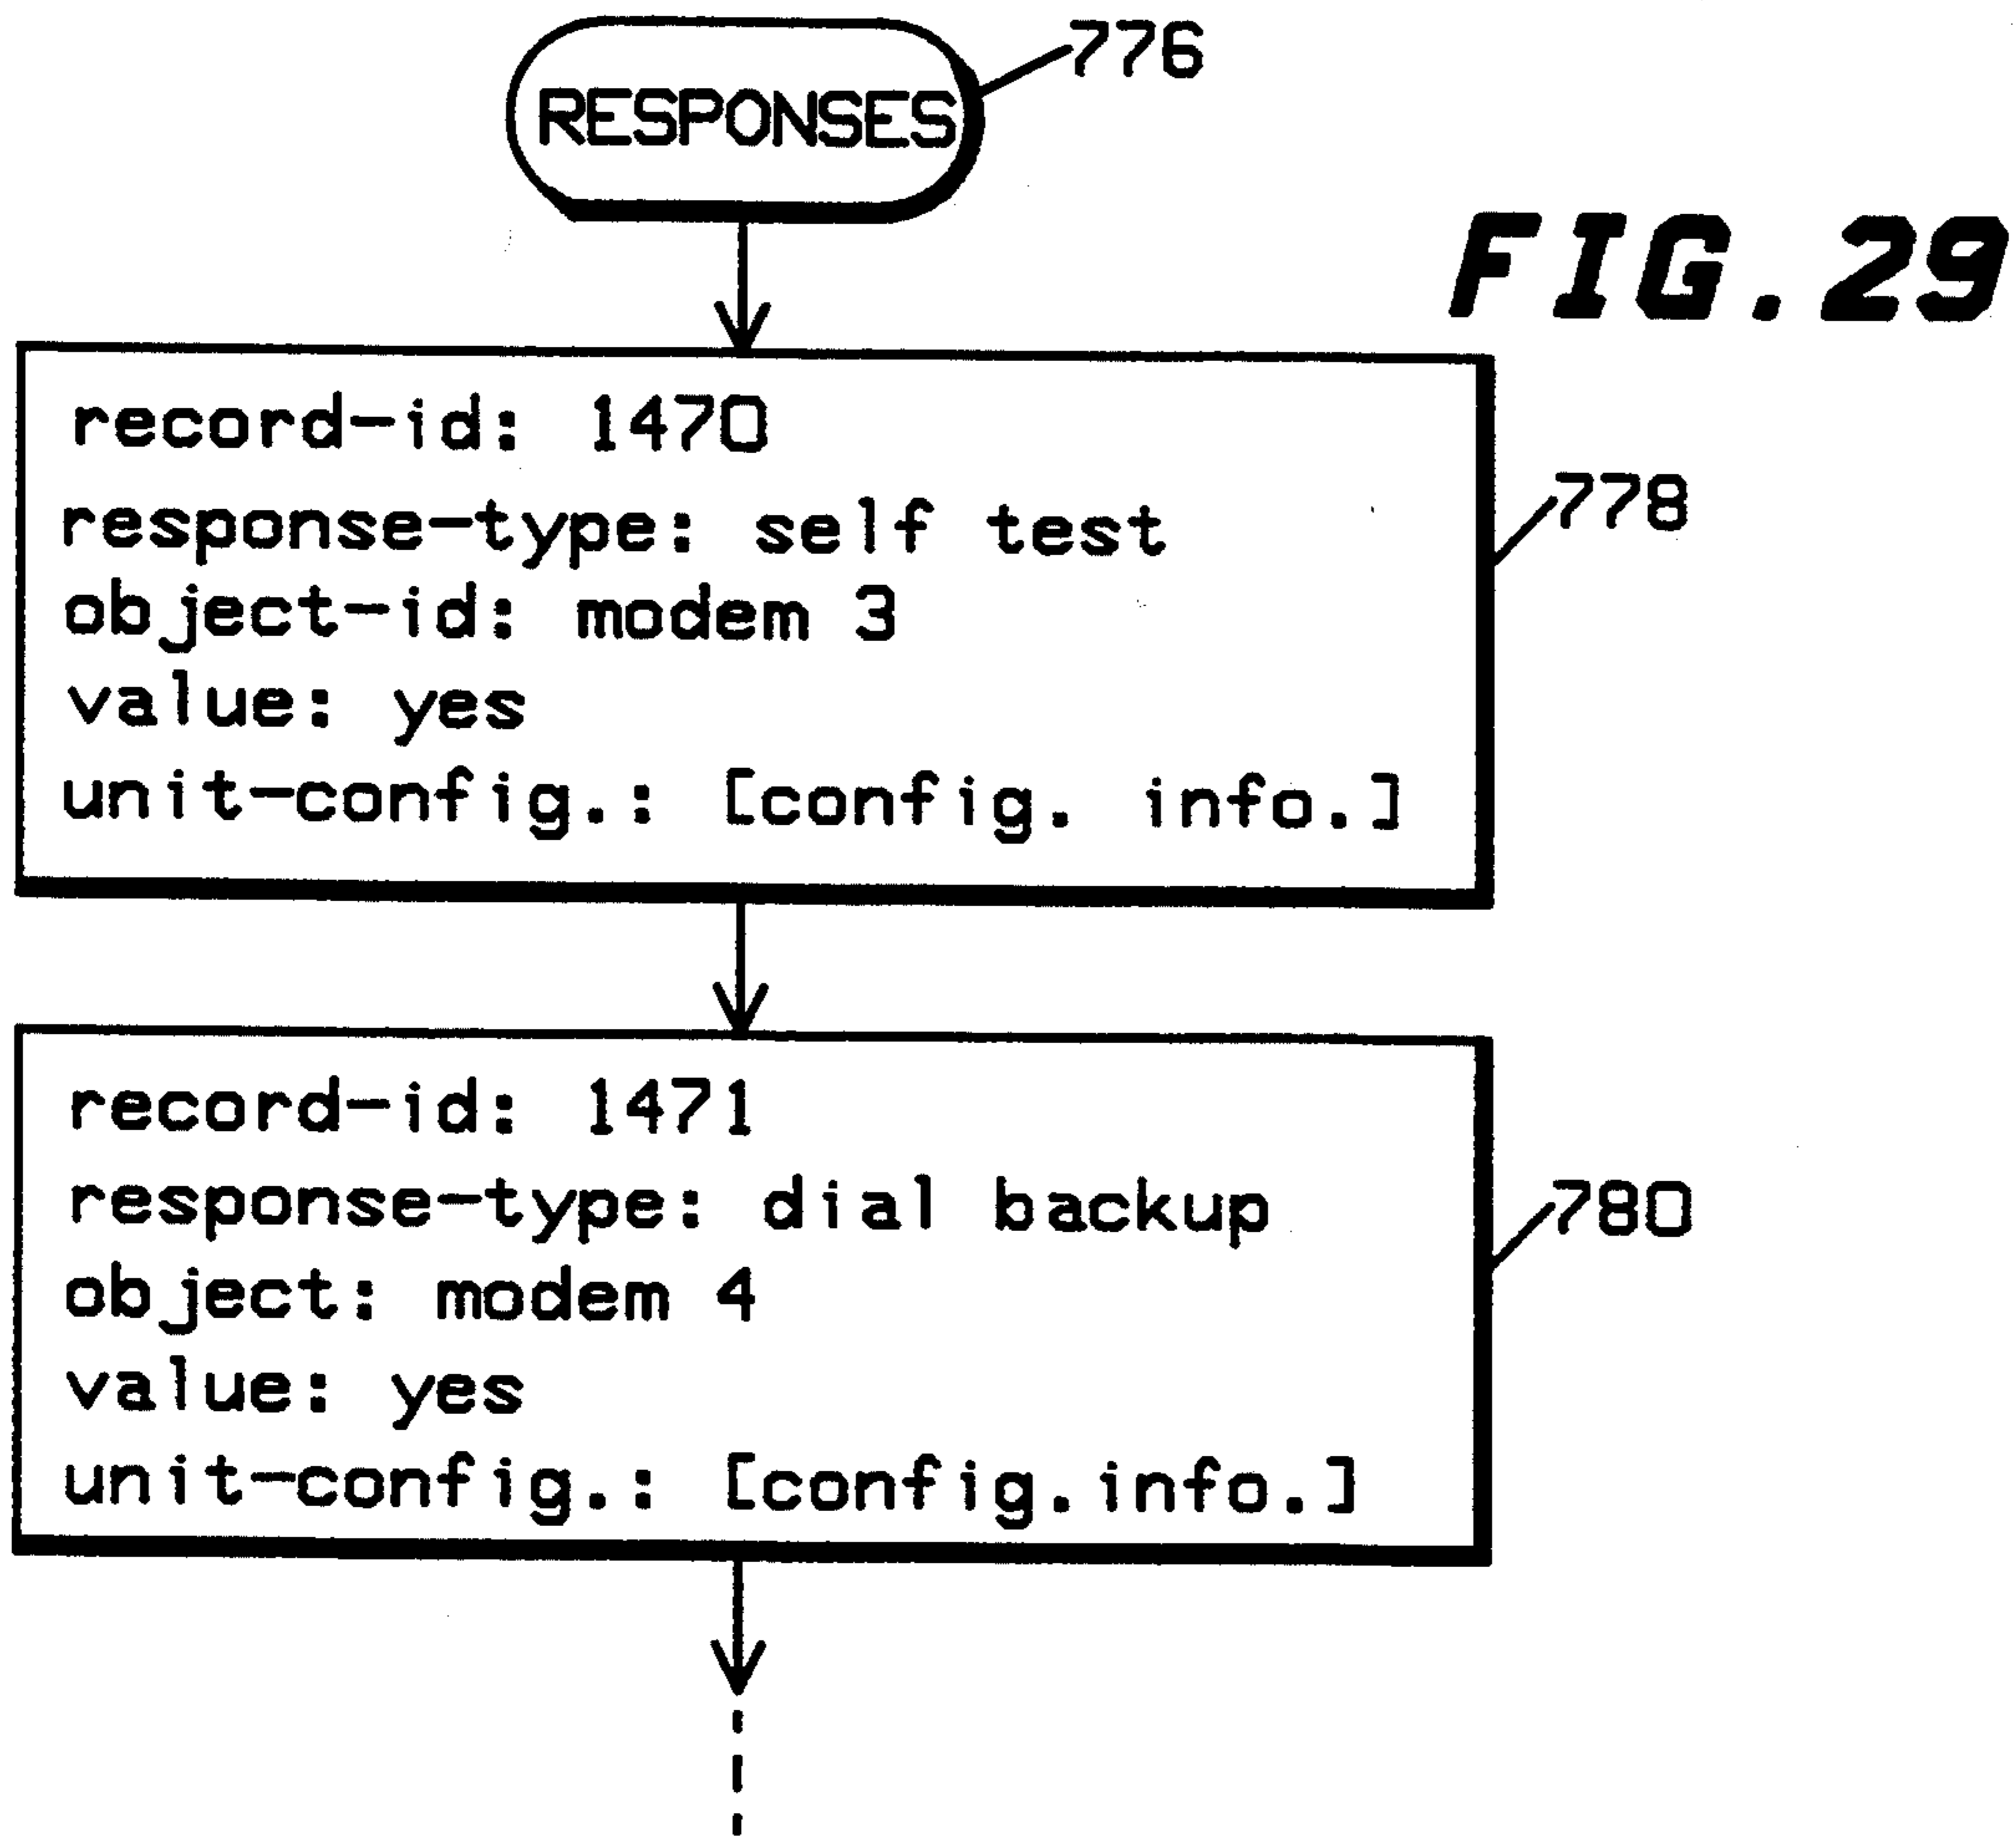 RESPONSES
776
FIG.29
record-id: 1470
response-type: self test
object-id: modem 3
value: yes
unit-config.: [config. info.]
778
record-id: 1471
response-type: dial backup
object: modem 4
value: yes
unit-config.: [config.info.]
780